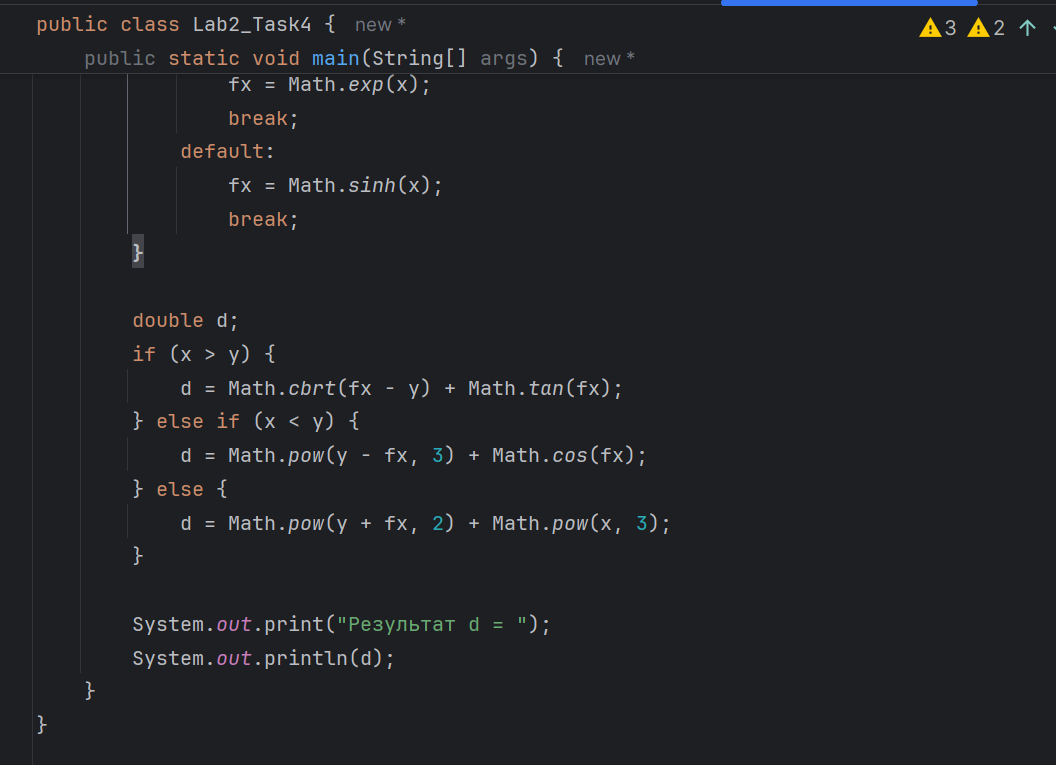 public class Lab2_Task4 { new *
3 2
public static void main(String[] args) { new *
fx = Math.exp(x);
break;
default:
fx = Math.sinh(x);
break;
}
double d;
if (x > y) {
d = Math.cbrt(fx - y) + Math.tan(fx);
} else if (x < y) {
d = Math.pow(y - fx, 3) + Math.cos(fx);
} else {
d = Math.pow(y + fx, 2) + Math.pow(x, 3);
}
System.out.print("Результат d = ");
System.out.println(d);
}
}